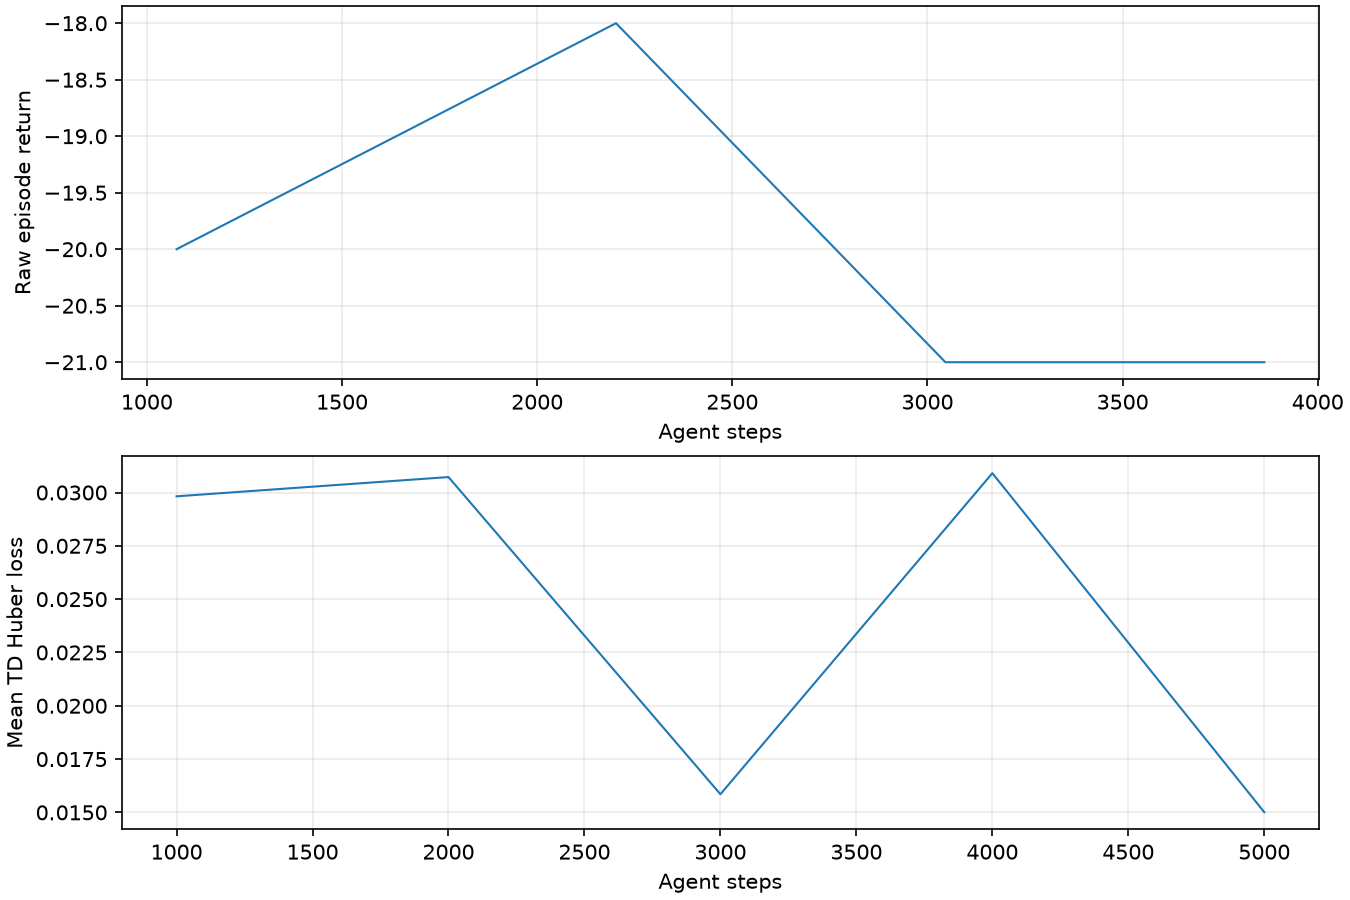 Raw episode return
−18.0
−18.5
−19.0
−19.5
−20.0
−20.5
−21.0
1000 1500 2000 2500 3000 3500 4000
Agent steps
Mean TD Huber loss
0.0300
0.0275
0.0250
0.0225
0.0200
0.0175
0.0150
1000 1500 2000 2500 3000 3500 4000 4500 5000
Agent steps